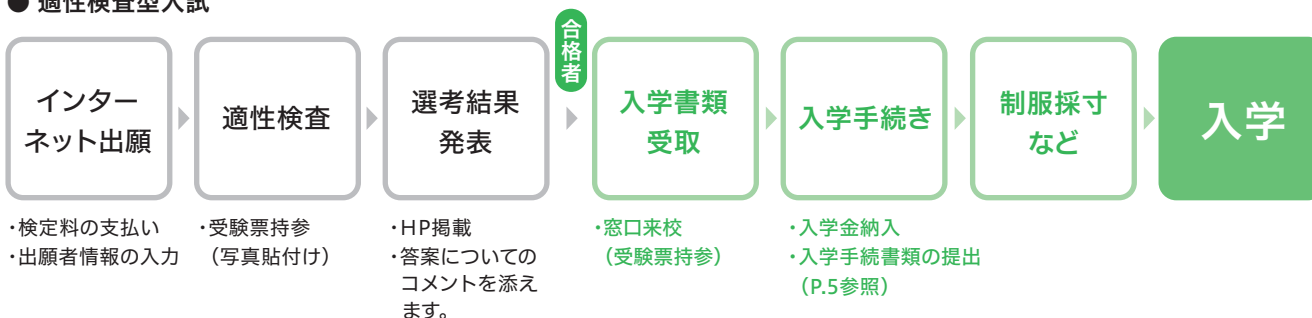 ● 適性検査型入試
インター
ネット出願
・検定料の支払い
・出願者情報の入力
適性検査
・受験票持参
（写真貼付け）
選考結果
発表
・HP掲載
・答案についての
コメントを添え
ます。
合格者
入学書類
受取
・窓口来校
（受験票持参）
入学手続き
・入学金納入
・入学手続書類の提出
（P.5参照）
制服採寸
など
入学